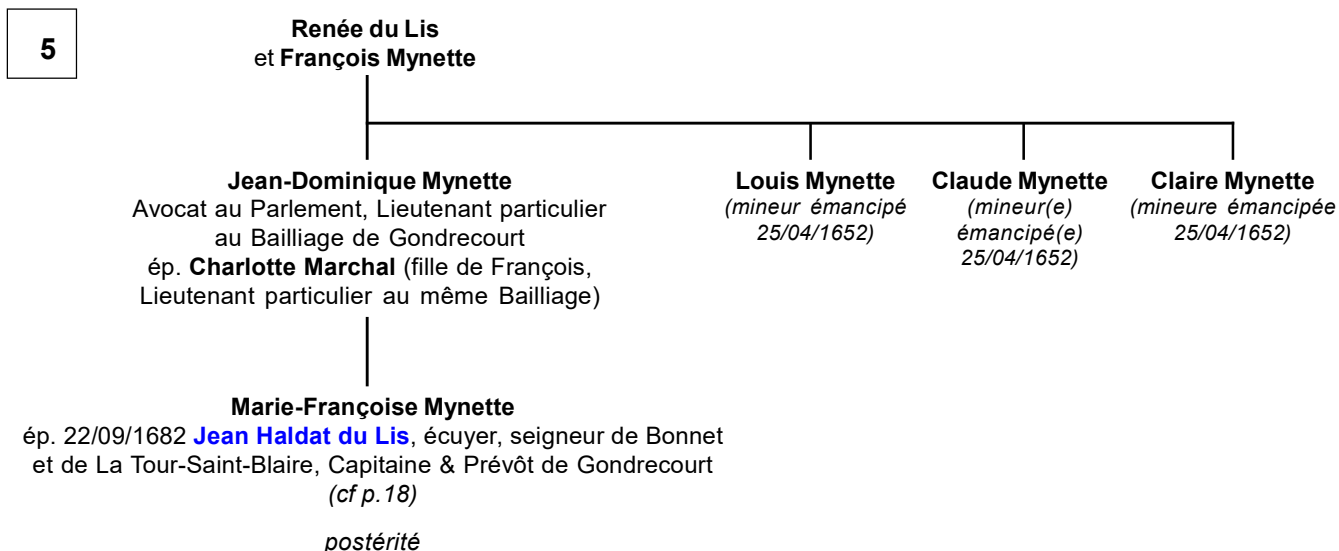 5
Renée du Lis
et François Mynette
Jean-Dominique Mynette
Avocat au Parlement, Lieutenant particulier
au Bailliage de Gondrecourt
ép. Charlotte Marchal (fille de François,
Lieutenant particulier au même Bailliage)
Louis Mynette
(mineur émancipé
25/04/1652)
Claude Mynette
(mineur(e)
émancipé(e)
25/04/1652)
Claire Mynette
(mineure émancipée
25/04/1652)
Marie-Françoise Mynette
ép. 22/09/1682 Jean Haldat du Lis, écuyer, seigneur de Bonnet
et de La Tour-Saint-Blaire, Capitaine & Prévôt de Gondrecourt
(cf p.18)
postérité